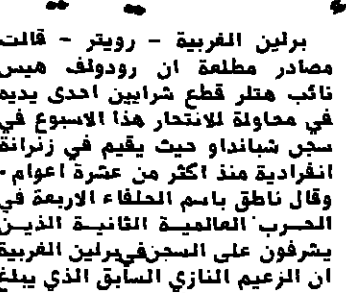 برلين الغربية - رويتر - قالت
مصادر مطلعة ان رودولف هيس
نائب هتلر قطع شرايين احدى يديه
في محاولة للانتحار هذا الاسبوع في
سجن شبانداو حيث يقيم في زنزانة
انفرادية منذ اكثر من عشرة اعوام ٠
وقال ناطق باسم الحلفاء الاربعة في
الحرب العالمية الثانية الذين
يشرفون على السجن في برلين الغربية
ان الزعيم النازي السابق الذي يبلغ